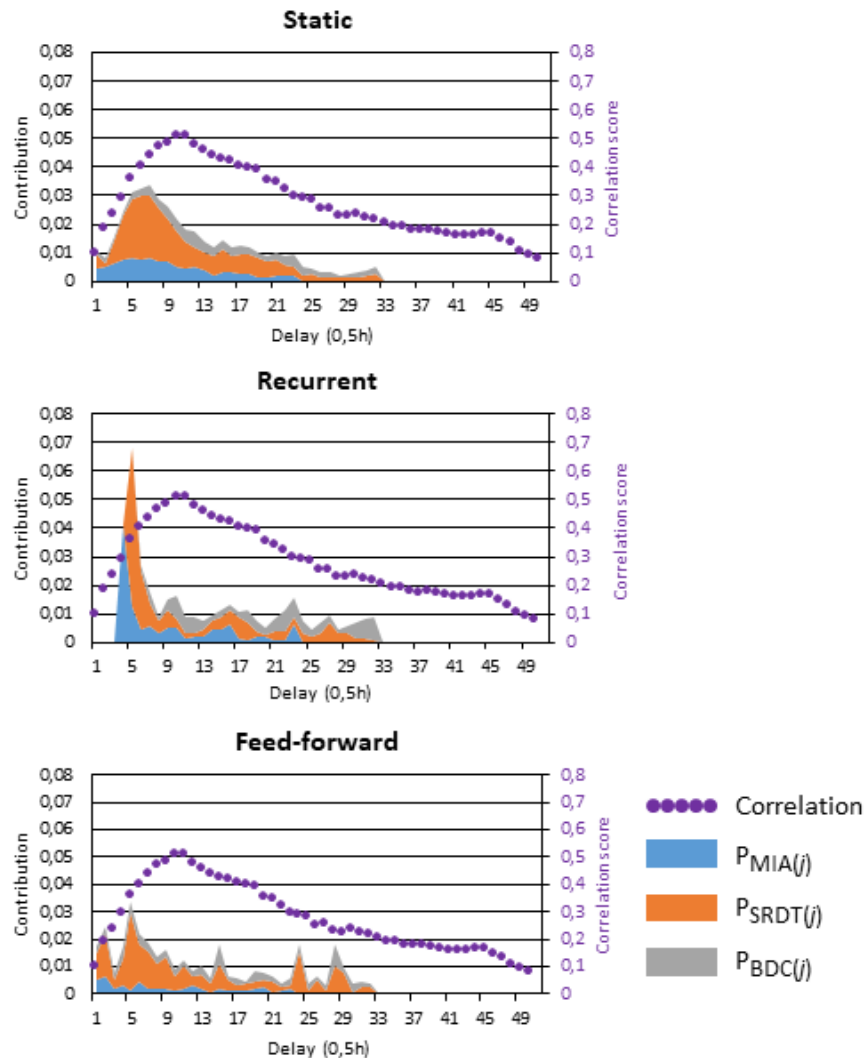 Static
0,08 0,8
0,07 0,7
0,06 0,6
0,05 0,5
0,04 0,4
0,03 0,3
0,02 0,2
0,01 0,1
0 0
Contribution
Correlation score
1 5 9 13 17 21 25 29 33 37 41 45 49
Delay (0,5h)
Recurrent
0,08 0,8
0,07 0,7
0,06 0,6
0,05 0,5
0,04 0,4
0,03 0,3
0,02 0,2
0,01 0,1
0 0
Contribution
Correlation score
1 5 9 13 17 21 25 29 33 37 41 45 49
Delay (0,5h)
Feed-forward
0,08 0,8
0,07 0,7
0,06 0,6
0,05 0,5
0,04 0,4
0,03 0,3
0,02 0,2
0,01 0,1
0 0
Contribution
Correlation score
1 5 9 13 17 21 25 29 33 37 41 45 49
Delay (0,5h)
Correlation
PMIA(j)
PSRDT(j)
PBDC(j)